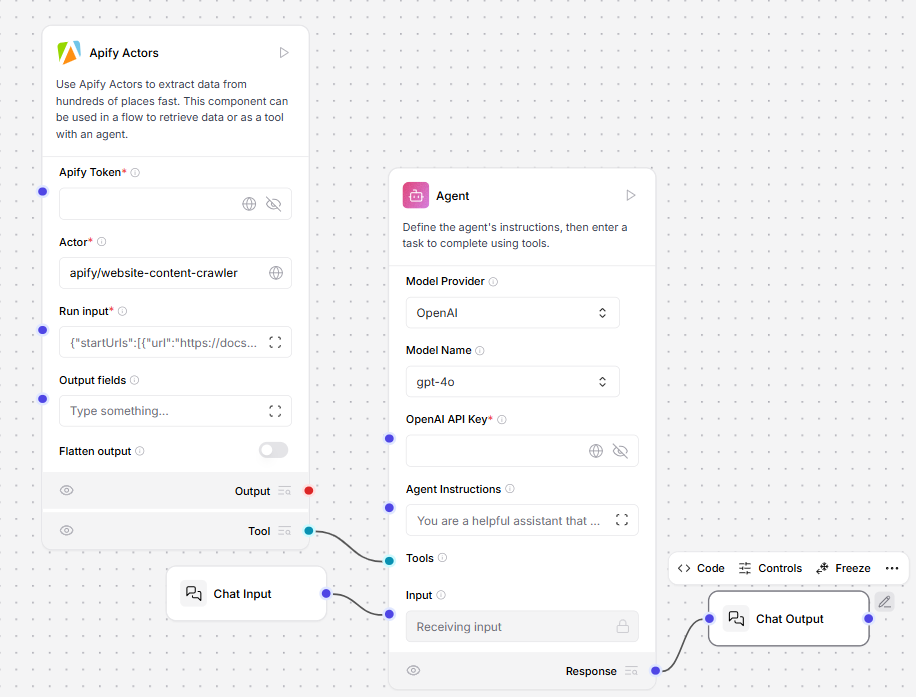 Apify Actors
Use Apify Actors to extract data from
hundreds of places fast. This component can
be used in a flow to retrieve data or as a tool
with an agent.
Apify Token*
Actor*
apify/website-content-crawler
Run input*
{"startUrls":[{"url":"https://docs...
Output fields
Type something...
Flatten output
Output
Tool
Chat Input
Agent
Define the agent's instructions, then enter a
task to complete using tools.
Model Provider
OpenAI
Model Name
gpt-4o
OpenAI API Key*
Agent Instructions
You are a helpful assistant that ...
Tools
Input
Receiving input
Response
Code
Controls
Freeze
Chat Output